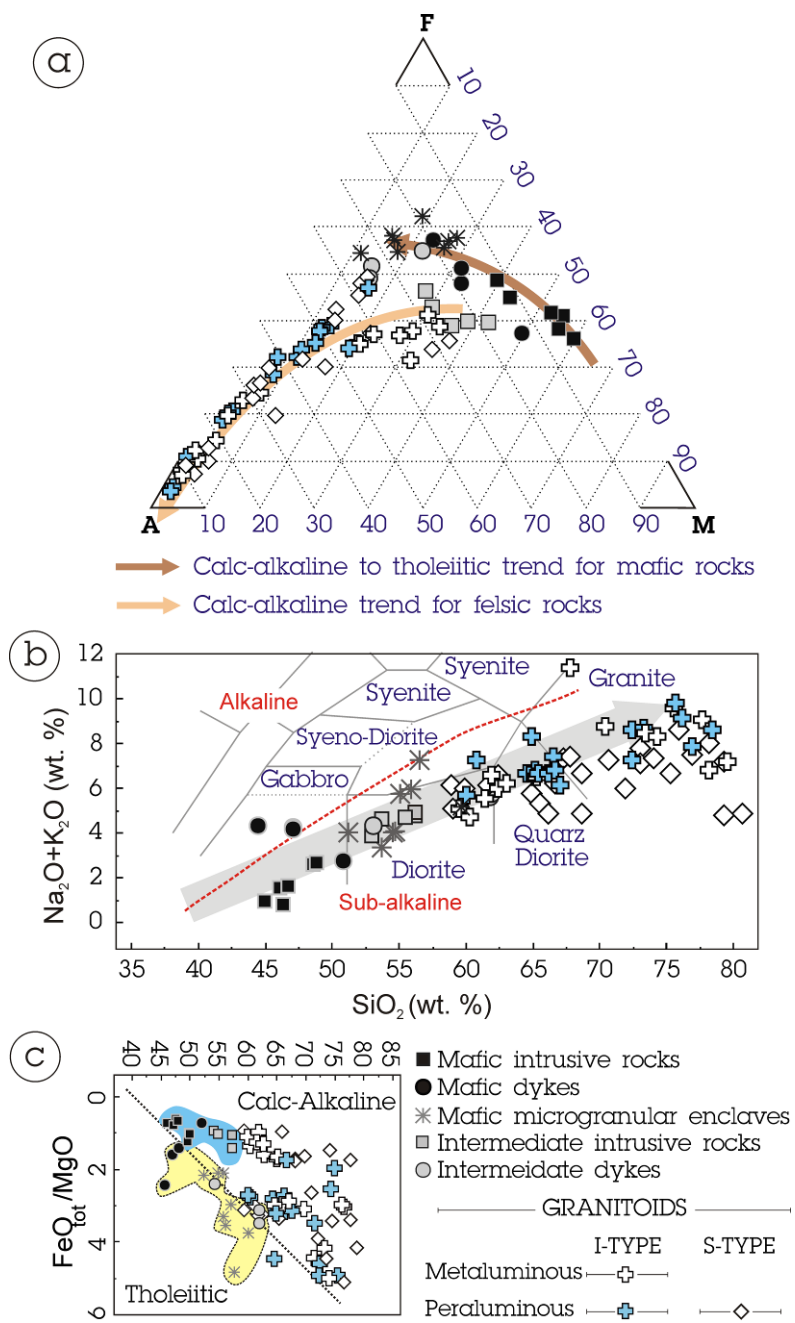 a
F
10
20
30
40
50
60
70
80
90
A
10
20
30
40
50
60
70
80
90
M
Calc-alkaline to tholeiitic trend for mafic rocks
Calc-alkaline trend for felsic rocks
b
12
10
8
6
4
2
0
Na2O+K2O (wt. %)
Alkaline
Syenite
Syenite
Granite
Syeno-Diorite
Gabbro
Diorite
Quarz
Diorite
Sub-alkaline
35
45
55
60
65
70
75
80
SiO2 (wt. %)
c
40
45
50
55
60
65
70
75
80
85
0
2
4
6
FeOtot/MgO
Calc-Alkaline
Tholeiitic
Mafic intrusive rocks
Mafic dykes
Mafic microgranular enclaves
Intermediate intrusive rocks
Intermeidate dykes
GRANITOIDS
I-TYPE S-TYPE
Metaluminous
Peraluminous